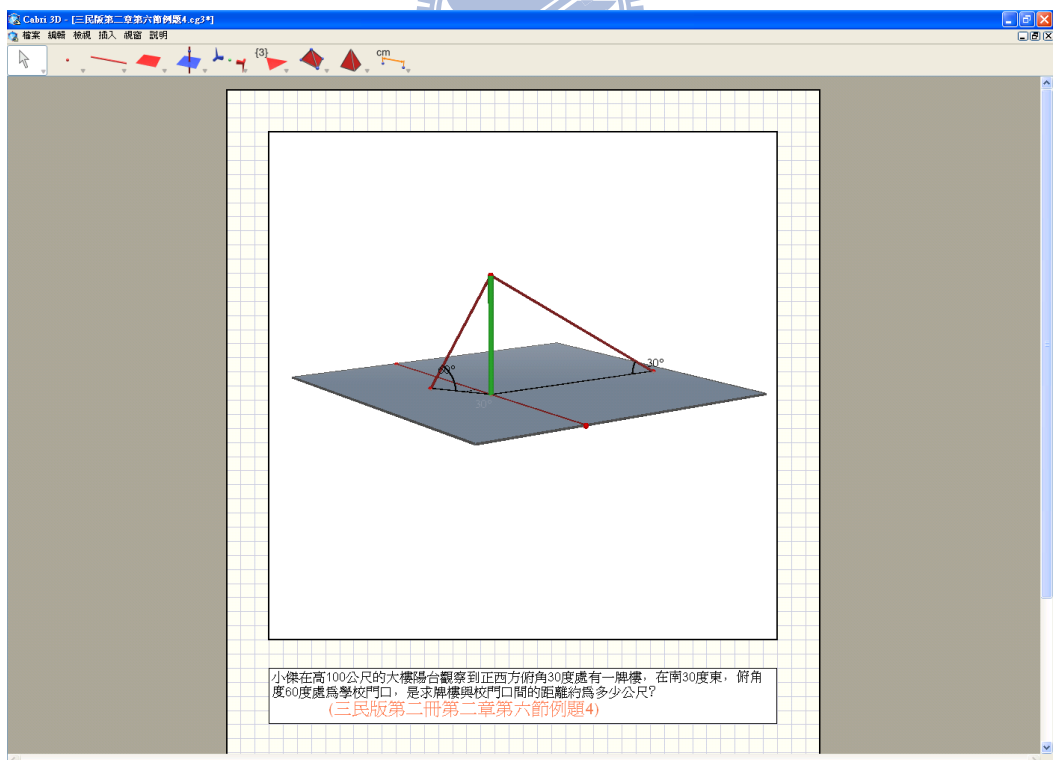 Cabri 3D - [三民版第二章第六節例題4.cg3*]
檔案 編輯 檢視 插入 視窗 說明
{3}
cm
30°
60°
30°
小傑在高100公尺的大樓陽台觀察到正西方俯角30度處有一牌樓，在南30度東，俯角
度60度處為學校門口，是求牌樓與校門口間的距離約為多少公尺?
(三民版第二冊第二章第六節例題4)